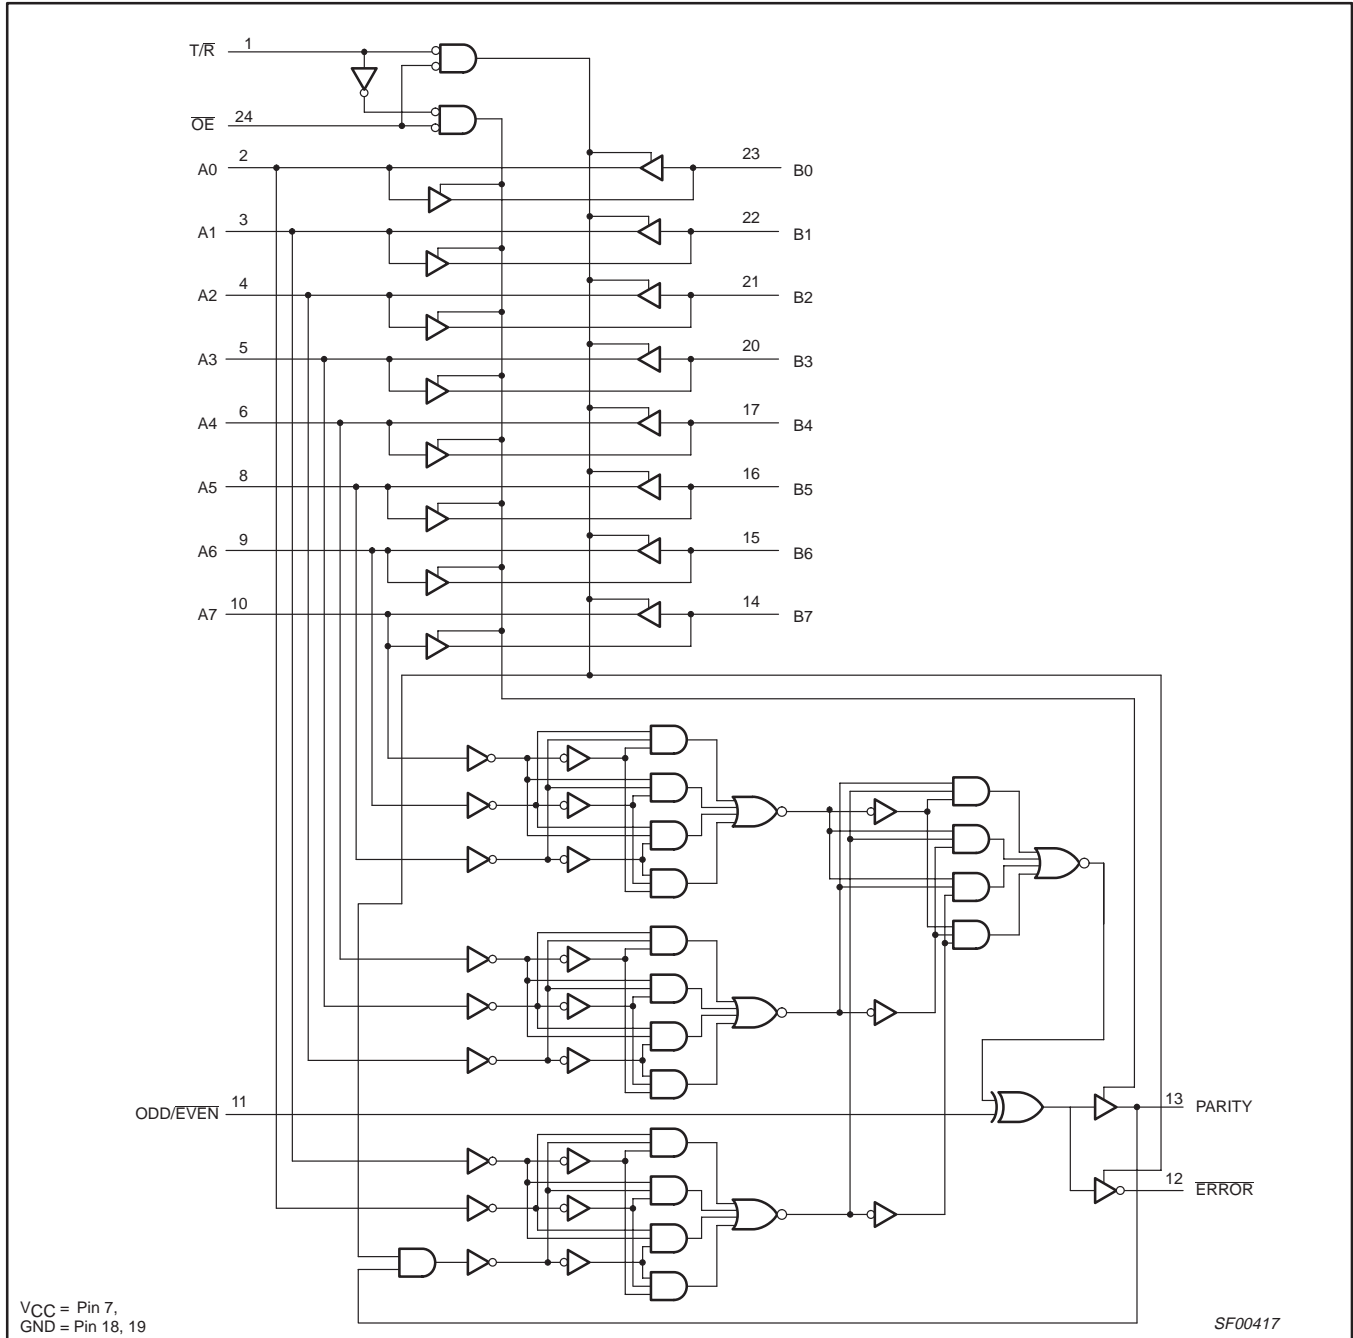 T/R 1
OE 24
A0 2 23 B0
A1 3 22 B1
A2 4 21 B2
A3 5 20 B3
A4 6 17 B4
A5 8 16 B5
A6 9 15 B6
A7 10 14 B7
ODD/EVEN 11
13 PARITY
12 ERROR
VCC = Pin 7,
GND = Pin 18, 19
SF00417